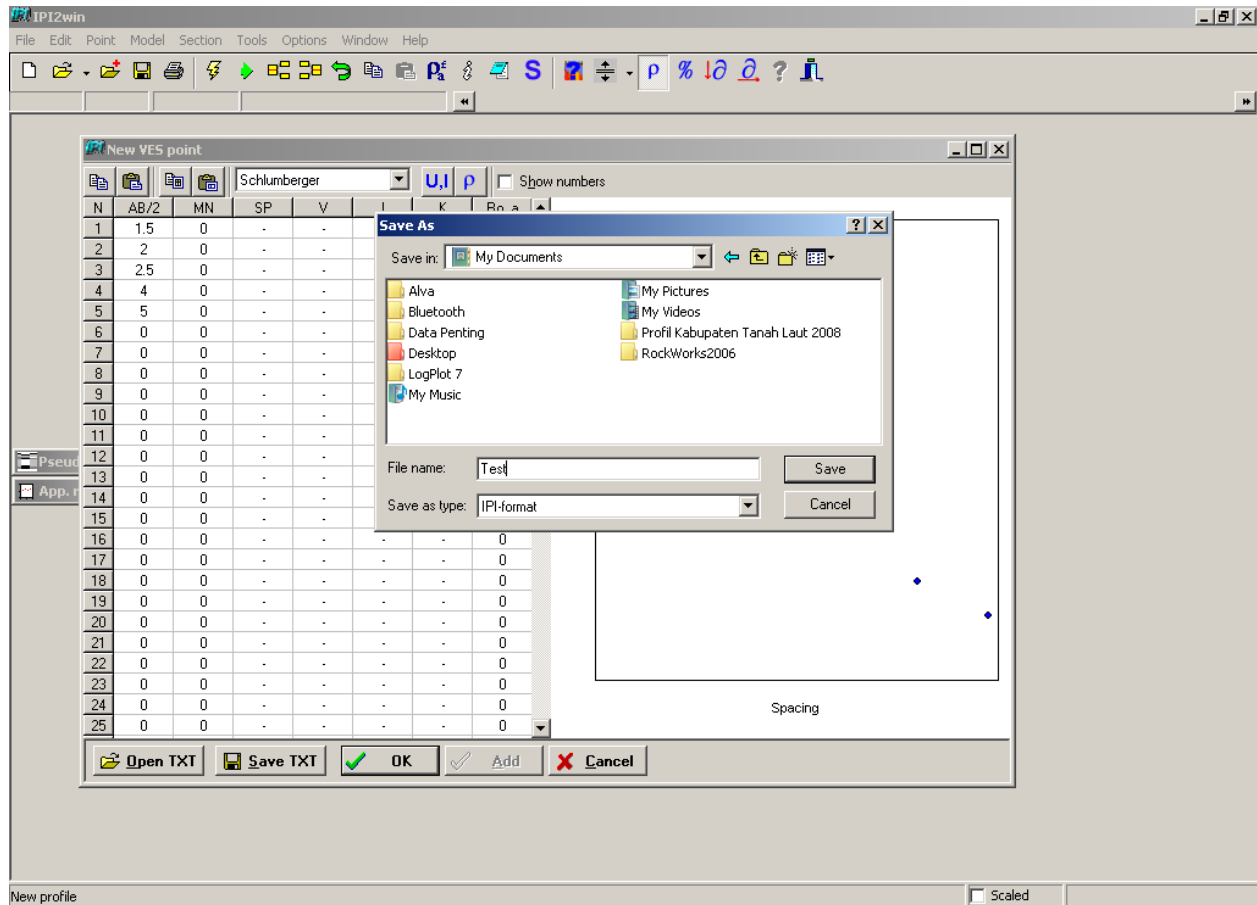 IPI2win
File Edit Point Model Section Tools Options Window Help
New VES point
Schlumberger U,I ρ Show numbers
N AB/2 MN SP V I K Ro_a
1 1.5 0 - -
2 2 0 - -
3 2.5 0 - -
4 4 0 - -
5 5 0 - -
6 0 0 - -
7 0 0 - -
8 0 0 - -
9 0 0 - -
10 0 0 - -
11 0 0 - -
12 0 0 - -
13 0 0 - -
14 0 0 - -
15 0 0 - -
16 0 0 - - - - 0
17 0 0 - - - - 0
18 0 0 - - - - 0
19 0 0 - - - - 0
20 0 0 - - - - 0
21 0 0 - - - - 0
22 0 0 - - - - 0
23 0 0 - - - - 0
24 0 0 - - - - 0
25 0 0 - - - - 0
Save As
Save in: My Documents
Alva
Bluetooth
Data Penting
Desktop
LogPlot 7
My Music
My Pictures
My Videos
Profil Kabupaten Tanah Laut 2008
RockWorks2006
File name: Test Save
Save as type: IPI-format Cancel
Pseud
App. r
Spacing
Open TXT Save TXT OK Add Cancel
New profile Scaled